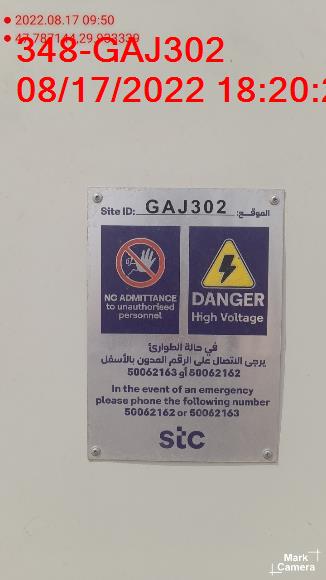 2022.08.17 09:50
348-GAJ302
08/17/2022 18:20:2
Site ID: GAJ302 الموقع:
NO ADMITTANCE
to unauthorised
personnel
DANGER
High Voltage
في حالة الطوارئ
يرجى الاتصال على الرقم المدون بالأسفل
50062162 أو 50062163
In the event of an emergency
please phone the following number
50062162 or 50062163
stc
Mark
Camera